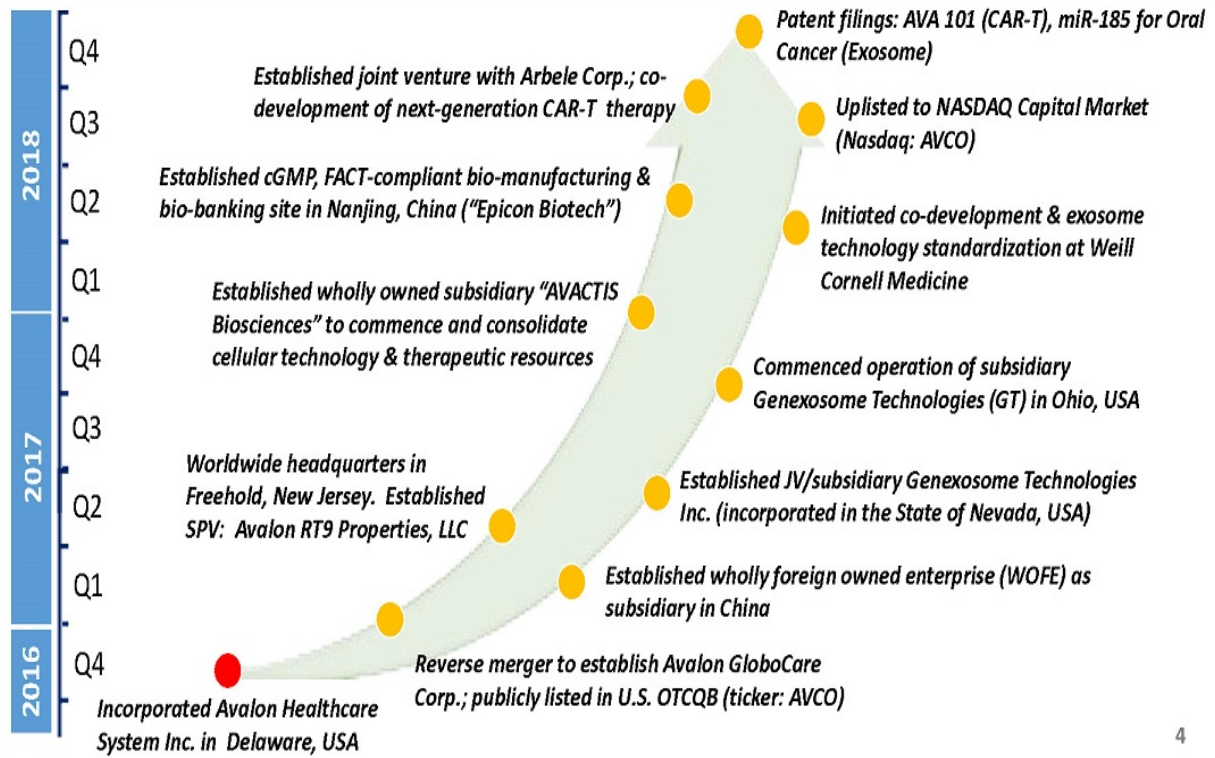 Patent filings: AVA 101 (CAR-T), miR-185 for Oral
Cancer (Exosome)
Q4
Established joint venture with Arbele Corp.; co-
development of next-generation CAR-T therapy
Q3
Uplisted to NASDAQ Capital Market
(Nasdaq: AVCO)
2018
Established cGMP, FACT-compliant bio-manufacturing &
bio-banking site in Nanjing, China (“Epicon Biotech”)
Q2
Initiated co-development & exosome
technology standardization at Weill
Cornell Medicine
Q1
Established wholly owned subsidiary “AVACTIS
Biosciences” to commence and consolidate
cellular technology & therapeutic resources
Q4
Commenced operation of subsidiary
Genexosome Technologies (GT) in Ohio, USA
Q3
2017
Worldwide headquarters in
Freehold, New Jersey. Established
SPV: Avalon RT9 Properties, LLC
Q2
Established JV/subsidiary Genexosome Technologies
Inc. (incorporated in the State of Nevada, USA)
Q1
Established wholly foreign owned enterprise (WOFE) as
subsidiary in China
Q4
2016
Reverse merger to establish Avalon GloboCare
Corp.; publicly listed in U.S. OTCQB (ticker: AVCO)
Incorporated Avalon Healthcare
System Inc. in Delaware, USA
4